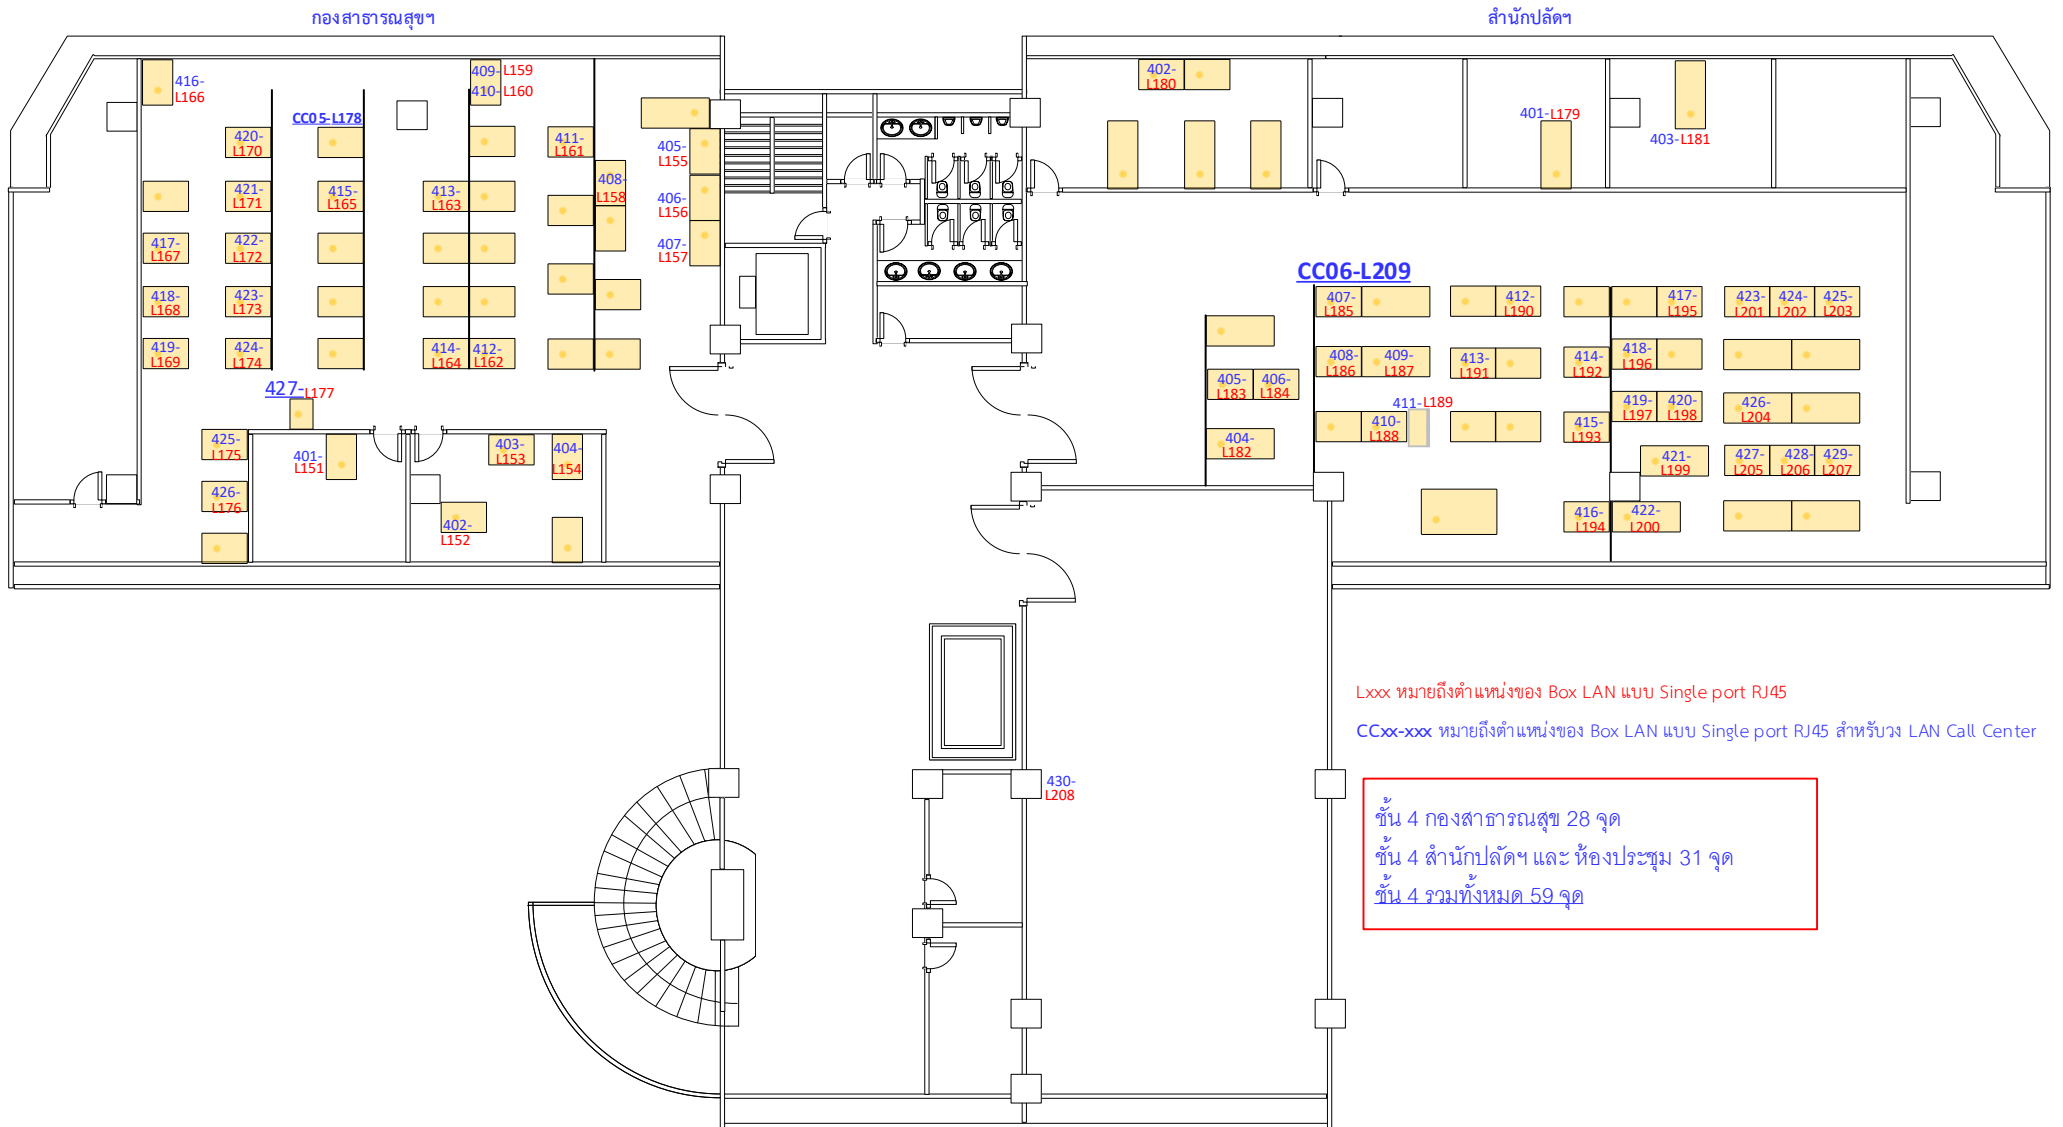 กองสาธารณสุขฯ
สำนักปลัดฯ
416-
L166
409-L159
410-L160
CC05-L178
420-
L170
411-
L161
405-
L155
421-
L171
415-
L165
413-
L163
408-
L158
406-
L156
417-
L167
422-
L172
407-
L157
418-
L168
423-
L173
419-
L169
424-
L174
414-
L164
412-
L162
427-L177
425-
L175
401-
L151
403-
L153
404-
L154
426-
L176
402-
L152
402-
L180
401-L179
403-L181
CC06-L209
407-
L185
412-
L190
417-
L195
423-
L201
424-
L202
425-
L203
408-
L186
409-
L187
413-
L191
414-
L192
418-
L196
405-
L183
406-
L184
411-L189
410-
L188
415-
L193
419-
L197
420-
L198
426-
L204
404-
L182
421-
L199
427-
L205
428-
L206
429-
L207
416-
L194
422-
L200
430-
L208
Lxxx หมายถึงตำแหน่งของ Box LAN แบบ Single port RJ45
CCxx-xxx หมายถึงตำแหน่งของ Box LAN แบบ Single port RJ45 สำหรับวง LAN Call Center
ชั้น 4 กองสาธารณสุข 28 จุด
ชั้น 4 สำนักปลัดฯ และ ห้องประชุม 31 จุด
ชั้น 4 รวมทั้งหมด 59 จุด